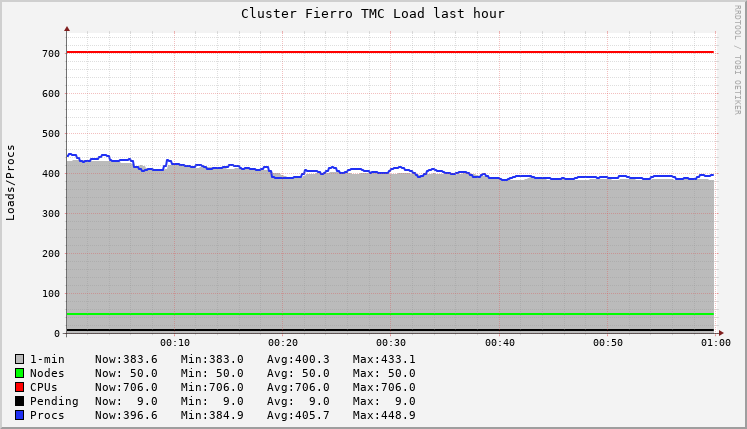 Cluster Fierro TMC Load last hour
RRDTOOL / TOBI OETIKER
Loads/Procs
700
600
500
400
300
200
100
0
00:10 00:20 00:30 00:40 00:50 01:00
1-min Now:383.6 Min:383.0 Avg:400.3 Max:433.1
Nodes Now: 50.0 Min: 50.0 Avg: 50.0 Max: 50.0
CPUs Now:706.0 Min:706.0 Avg:706.0 Max:706.0
Pending Now: 9.0 Min: 9.0 Avg: 9.0 Max: 9.0
Procs Now:396.6 Min:384.9 Avg:405.7 Max:448.9